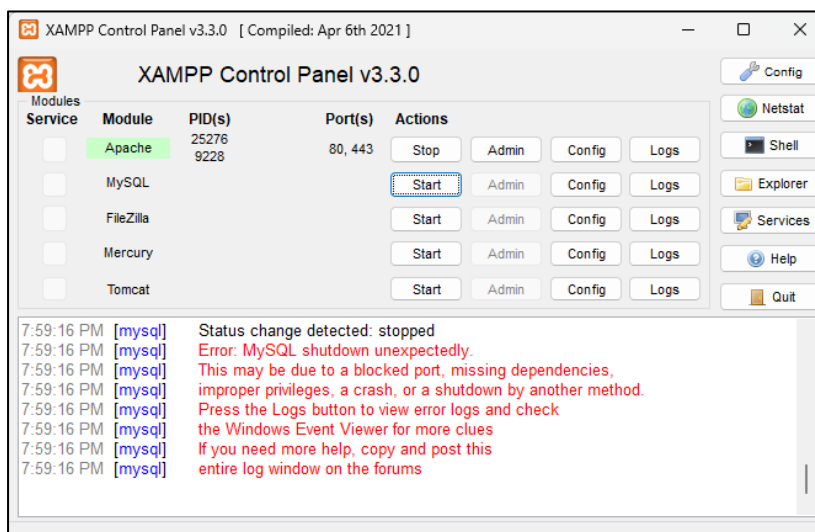 XAMPP Control Panel v3.3.0 [ Compiled: Apr 6th 2021 ]
XAMPP Control Panel v3.3.0
Config
Modules
Service Module PID(s) Port(s) Actions
Netstat
Apache 25276 9228 80, 443 Stop Admin Config Logs
Shell
MySQL Start Admin Config Logs
Explorer
FileZilla Start Admin Config Logs
Services
Mercury Start Admin Config Logs
Help
Tomcat Start Admin Config Logs
Quit
7:59:16 PM [mysql] Status change detected: stopped
7:59:16 PM [mysql] Error: MySQL shutdown unexpectedly.
7:59:16 PM [mysql] This may be due to a blocked port, missing dependencies,
7:59:16 PM [mysql] improper privileges, a crash, or a shutdown by another method.
7:59:16 PM [mysql] Press the Logs button to view error logs and check
7:59:16 PM [mysql] the Windows Event Viewer for more clues
7:59:16 PM [mysql] If you need more help, copy and post this
7:59:16 PM [mysql] entire log window on the forums